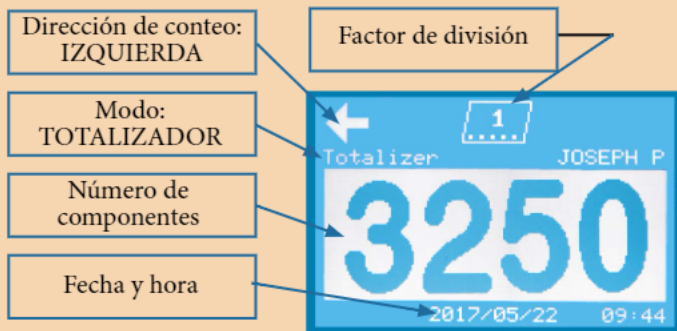 Dirección de conteo:
IZQUIERDA
Factor de división
Modo:
TOTALIZADOR
Número de
componentes
Fecha y hora
1
Totalizer JOSEPH P
3250
2017/05/22 09:44